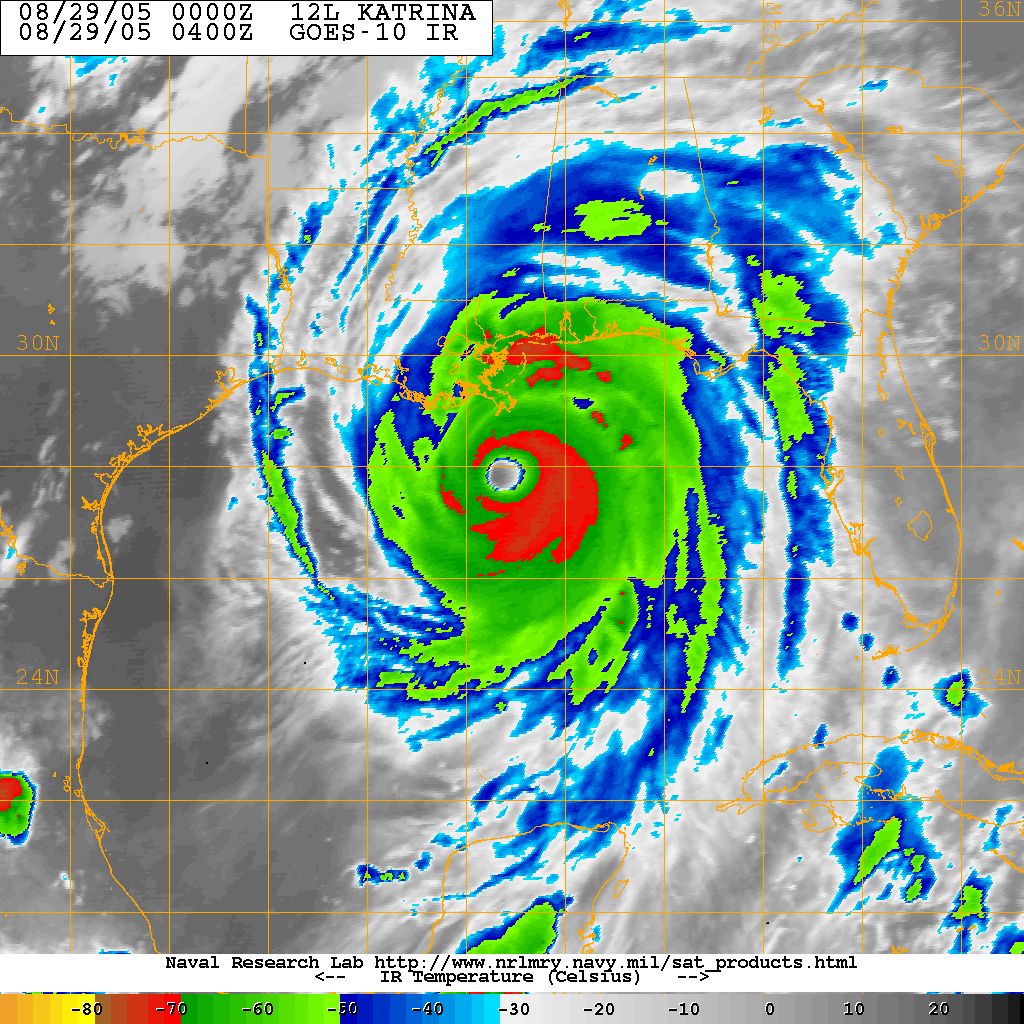 08/29/05 0000Z 12L KATRINA
08/29/05 0400Z GOES-10 IR
36N
30N 30N
24N 24N
Naval Research Lab http://www.nrlmry.navy.mil/sat_products.html
<-- IR Temperature (Celsius) -->
-80 -70 -60 -50 -40 -30 -20 -10 0 10 20